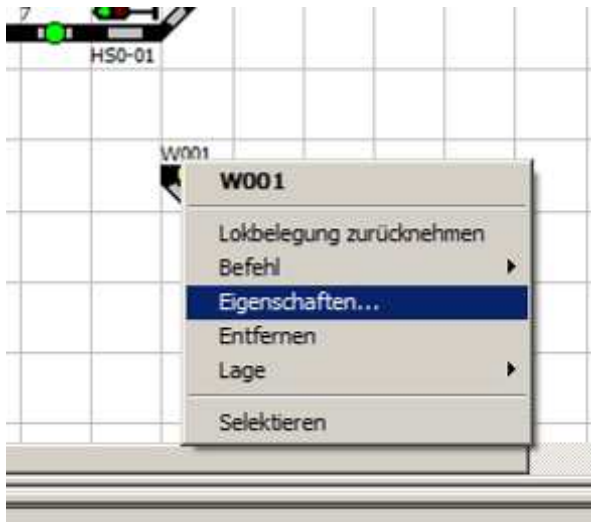 7
HS0-01
W001
W001
Lokbelegung zurücknehmen
Befehl
Eigenschaften...
Entfernen
Lage
Selektieren